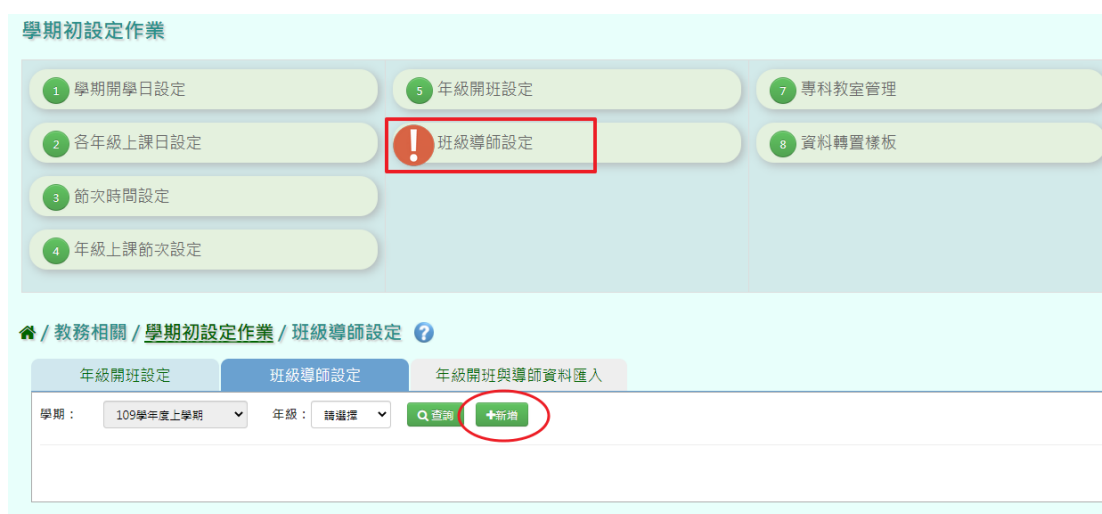 學期初設定作業
1 學期開學日設定
5 年級開班設定
7 專科教室管理
2 各年級上課日設定
! 班級導師設定
8 資料轉置樣板
3 節次時間設定
4 年級上課節次設定
/ 教務相關 / 學期初設定作業 / 班級導師設定 ?
年級開班設定 班級導師設定 年級開班與導師資料匯入
學期： 109學年度上學期 年級： 請選擇 查詢 +新增